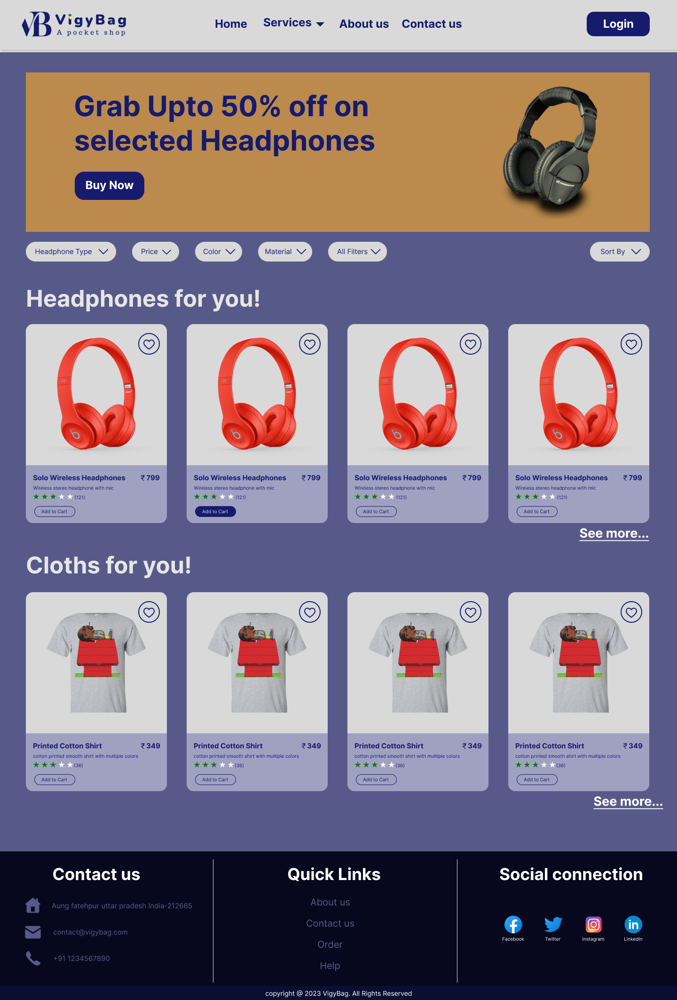 VigyBag
A pocket shop
Home Services About us Contact us Login
Grab Upto 50% off on
selected Headphones
Buy Now
SENNHEISER
R
Headphone Type Price Color Material All Filters Sort By
Headphones for you!
Solo Wireless Headphones ₹ 799
Wireless stereo headphone with mic
(121)
Add to Cart
Solo Wireless Headphones ₹ 799
Wireless stereo headphone with mic
(121)
Add to Cart
Solo Wireless Headphones ₹ 799
Wireless stereo headphone with mic
(121)
Add to Cart
Solo Wireless Headphones ₹ 799
Wireless stereo headphone with mic
(121)
Add to Cart
See more...
Cloths for you!
Printed Cotton Shirt ₹ 349
cotton printed smooth shirt with multiple colors
(36)
Add to Cart
Printed Cotton Shirt ₹ 349
cotton printed smooth shirt with multiple colors
(36)
Add to Cart
Printed Cotton Shirt ₹ 349
cotton printed smooth shirt with multiple colors
(36)
Add to Cart
Printed Cotton Shirt ₹ 349
cotton printed smooth shirt with multiple colors
(36)
Add to Cart
See more...
Contact us
Aung fatehpur uttar pradesh India-212665
contact@vigybag.com
+91 1234567890
Quick Links
About us
Contact us
Order
Help
Social connection
Facebook Twitter Instagram LinkedIn
copyright @ 2023 VigyBag. All Rights Reserved